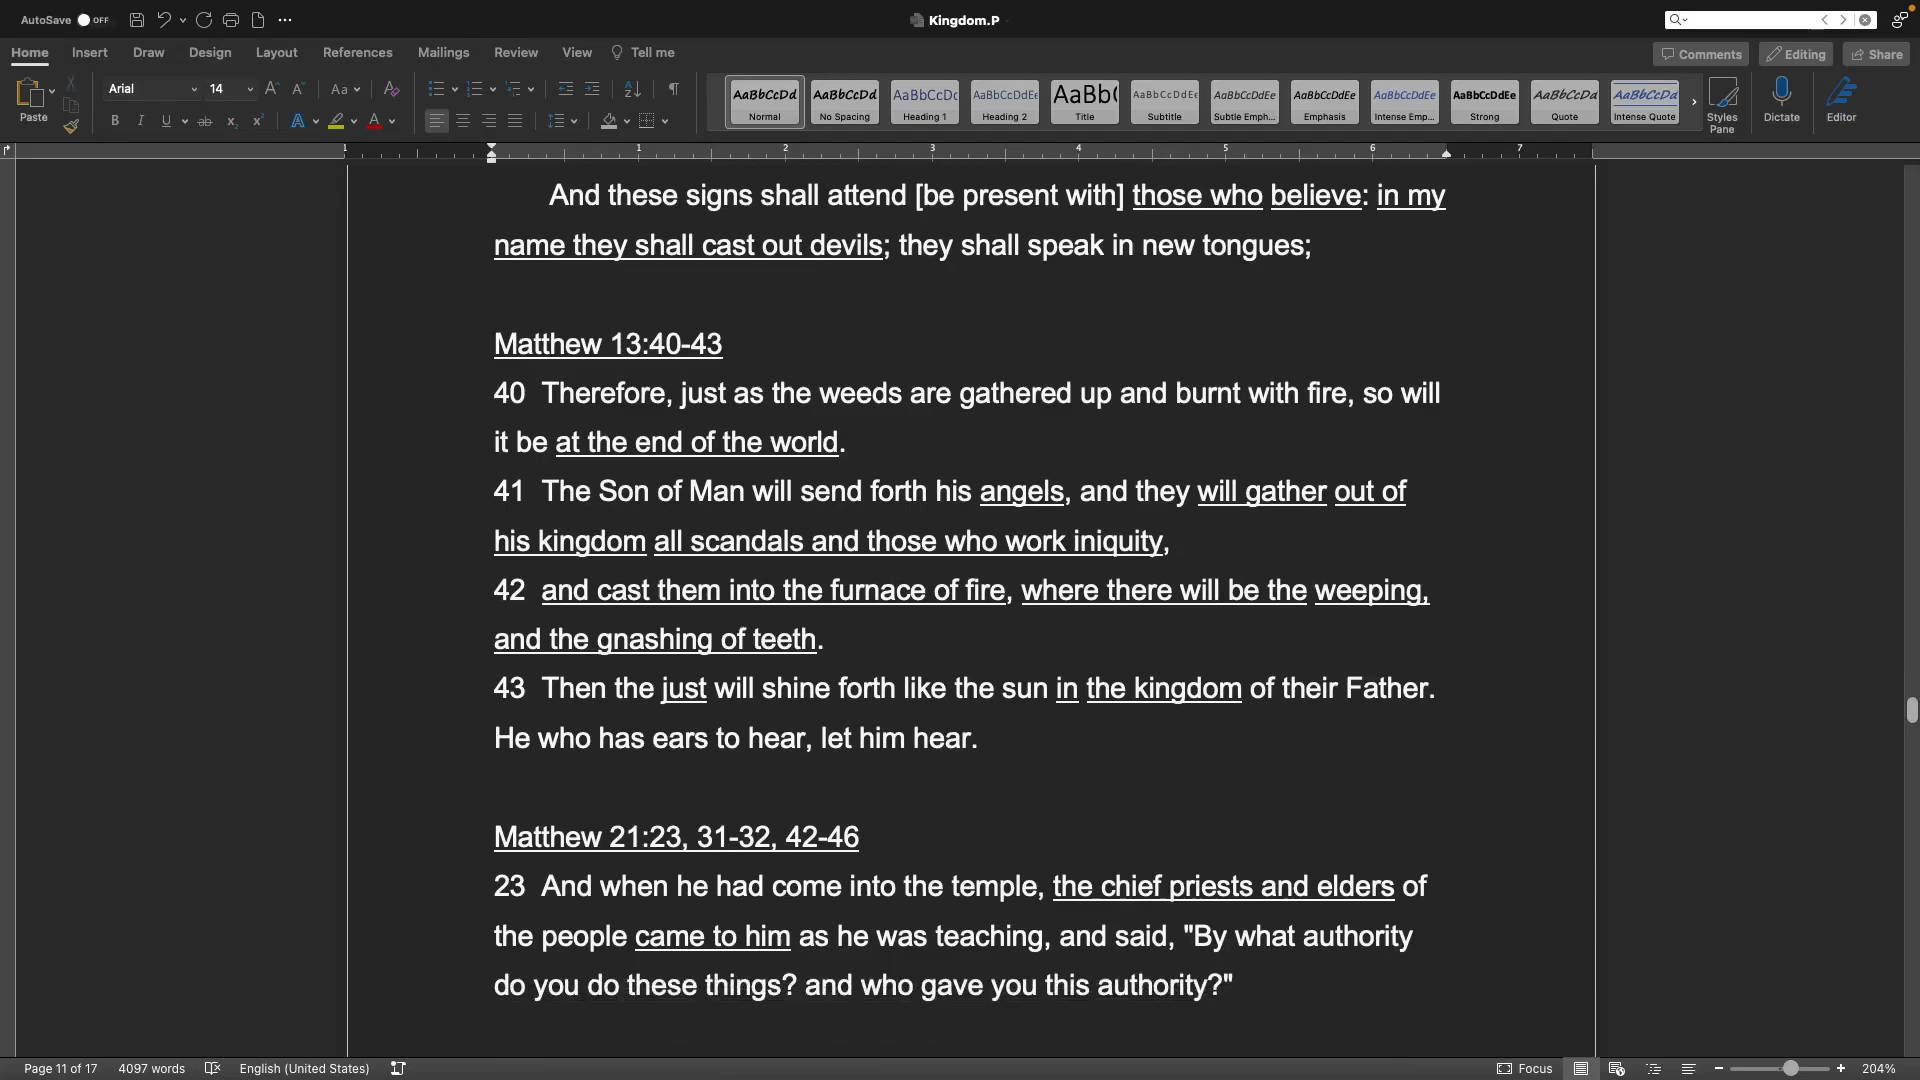 AutoSave OFF
Kingdom.P
Home Insert Draw Design Layout References Mailings Review View Tell me
Comments Editing Share
Paste
Arial 14
Aa
B I U ab x x A A
AaBbCcDd AaBbCcDd AaBbCcDc AaBbCcDdEe AaBb( AaBbCcDdEe AaBbCcDdEe AaBbCcDdEe AaBbCcDdEe AaBbCcDdEe AaBbCcDd AaBbCcDd
Normal No Spacing Heading 1 Heading 2 Title Subtitle Subtle Emph... Emphasis Intense Emp... Strong Quote Intense Quote
Styles Pane Dictate Editor
1 1 2 3 4 5 6 7
And these signs shall attend [be present with] those who believe: in my
name they shall cast out devils; they shall speak in new tongues;
Matthew 13:40-43
40 Therefore, just as the weeds are gathered up and burnt with fire, so will
it be at the end of the world.
41 The Son of Man will send forth his angels, and they will gather out of
his kingdom all scandals and those who work iniquity,
42 and cast them into the furnace of fire, where there will be the weeping,
and the gnashing of teeth.
43 Then the just will shine forth like the sun in the kingdom of their Father.
He who has ears to hear, let him hear.
Matthew 21:23, 31-32, 42-46
23 And when he had come into the temple, the chief priests and elders of
the people came to him as he was teaching, and said, "By what authority
do you do these things? and who gave you this authority?"
Page 11 of 17 4097 words English (United States) Focus 204%